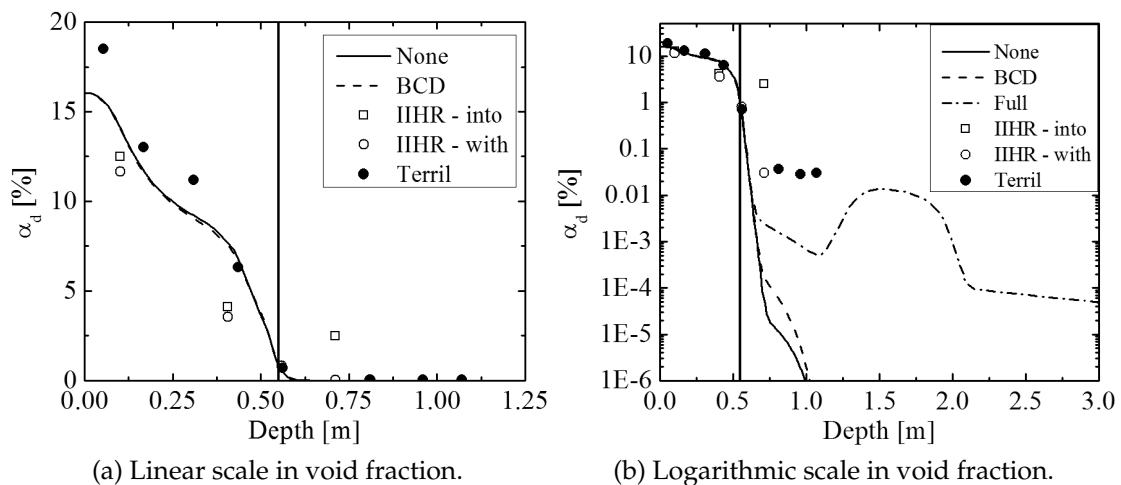 20
15
10
5
0
α_d [%]
0.00 0.25 0.50 0.75 1.00 1.25
Depth [m]
None
BCD
IIHR - into
IIHR - with
Terril
(a) Linear scale in void fraction.
10
1
0.1
0.01
1E-3
1E-4
1E-5
1E-6
α_d [%]
0.0 0.5 1.0 1.5 2.0 2.5 3.0
Depth [m]
None
BCD
Full
IIHR - into
IIHR - with
Terril
(b) Logarithmic scale in void fraction.